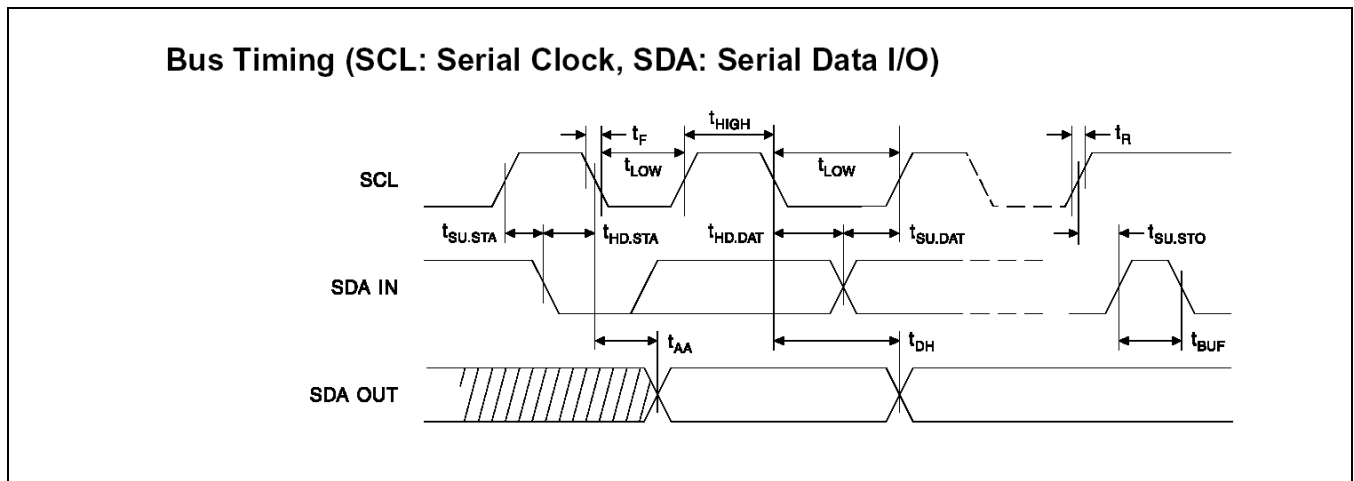 Bus Timing (SCL: Serial Clock, SDA: Serial Data I/O)
tF
tHIGH
tR
tLOW
tLOW
SCL
tSU.STA
tHD.STA
tHD.DAT
tSU.DAT
tSU.STO
SDA IN
tAA
tDH
tBUF
SDA OUT